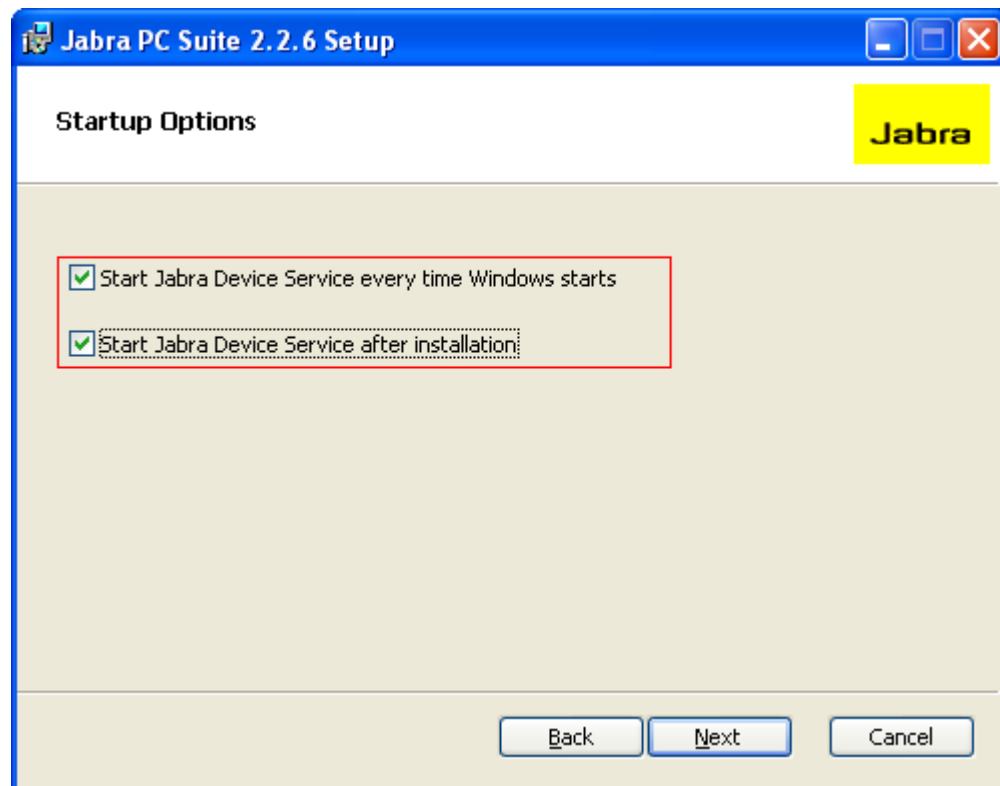 Jabra PC Suite 2.2.6 Setup
Startup Options
Jabra
Start Jabra Device Service every time Windows starts
Start Jabra Device Service after installation
Back Next Cancel